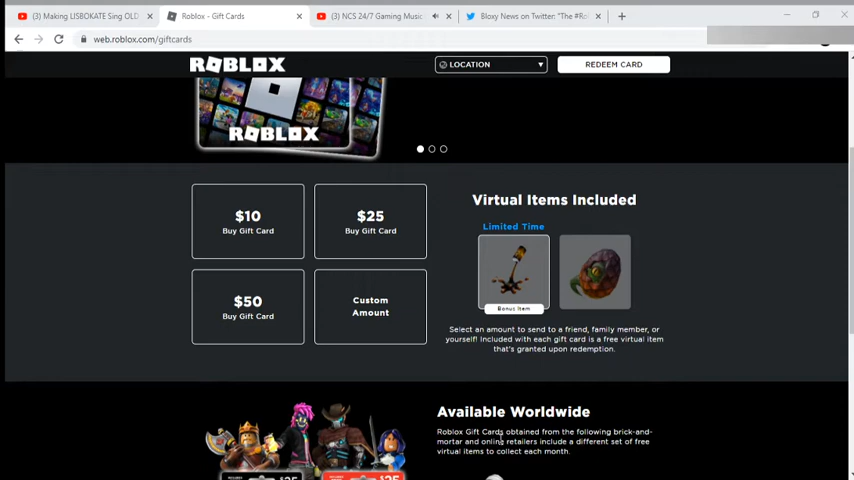 (3) Making LISBOKATE Sing OLD
Roblox - Gift Cards
(3) NCS 24/7 Gaming Music
Bloxy News on Twitter: "The #Ro
web.roblox.com/giftcards
ROBLOX
LOCATION
REDEEM CARD
ROBLOX
$10
Buy Gift Card
$25
Buy Gift Card
$50
Buy Gift Card
Custom
Amount
Virtual Items Included
Limited Time
Bonus Item
Select an amount to send to a friend, family member, or
yourself! Included with each gift card is a free virtual item
that's granted upon redemption.
Available Worldwide
Roblox Gift Cards obtained from the following brick-and-
mortar and online retailers include a different set of free
virtual items to collect each month.
$25
$25